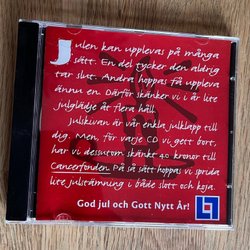 Julen kan upplevas på många
sätt. En del tycker den aldrig
tar slut. Andra hoppas få uppleva
ännu en. Därför skänker vi i år lite
julglädje åt flera håll.
Julskivan är vår enkla julklapp till
dig. Men, för varje CD vi gett bort,
har vi dessutom skänkt 40 kronor till
Cancerfonden. På så sätt hoppas vi sprida
lite julstämning i både slott och koja.
God jul och Gott Nytt År!